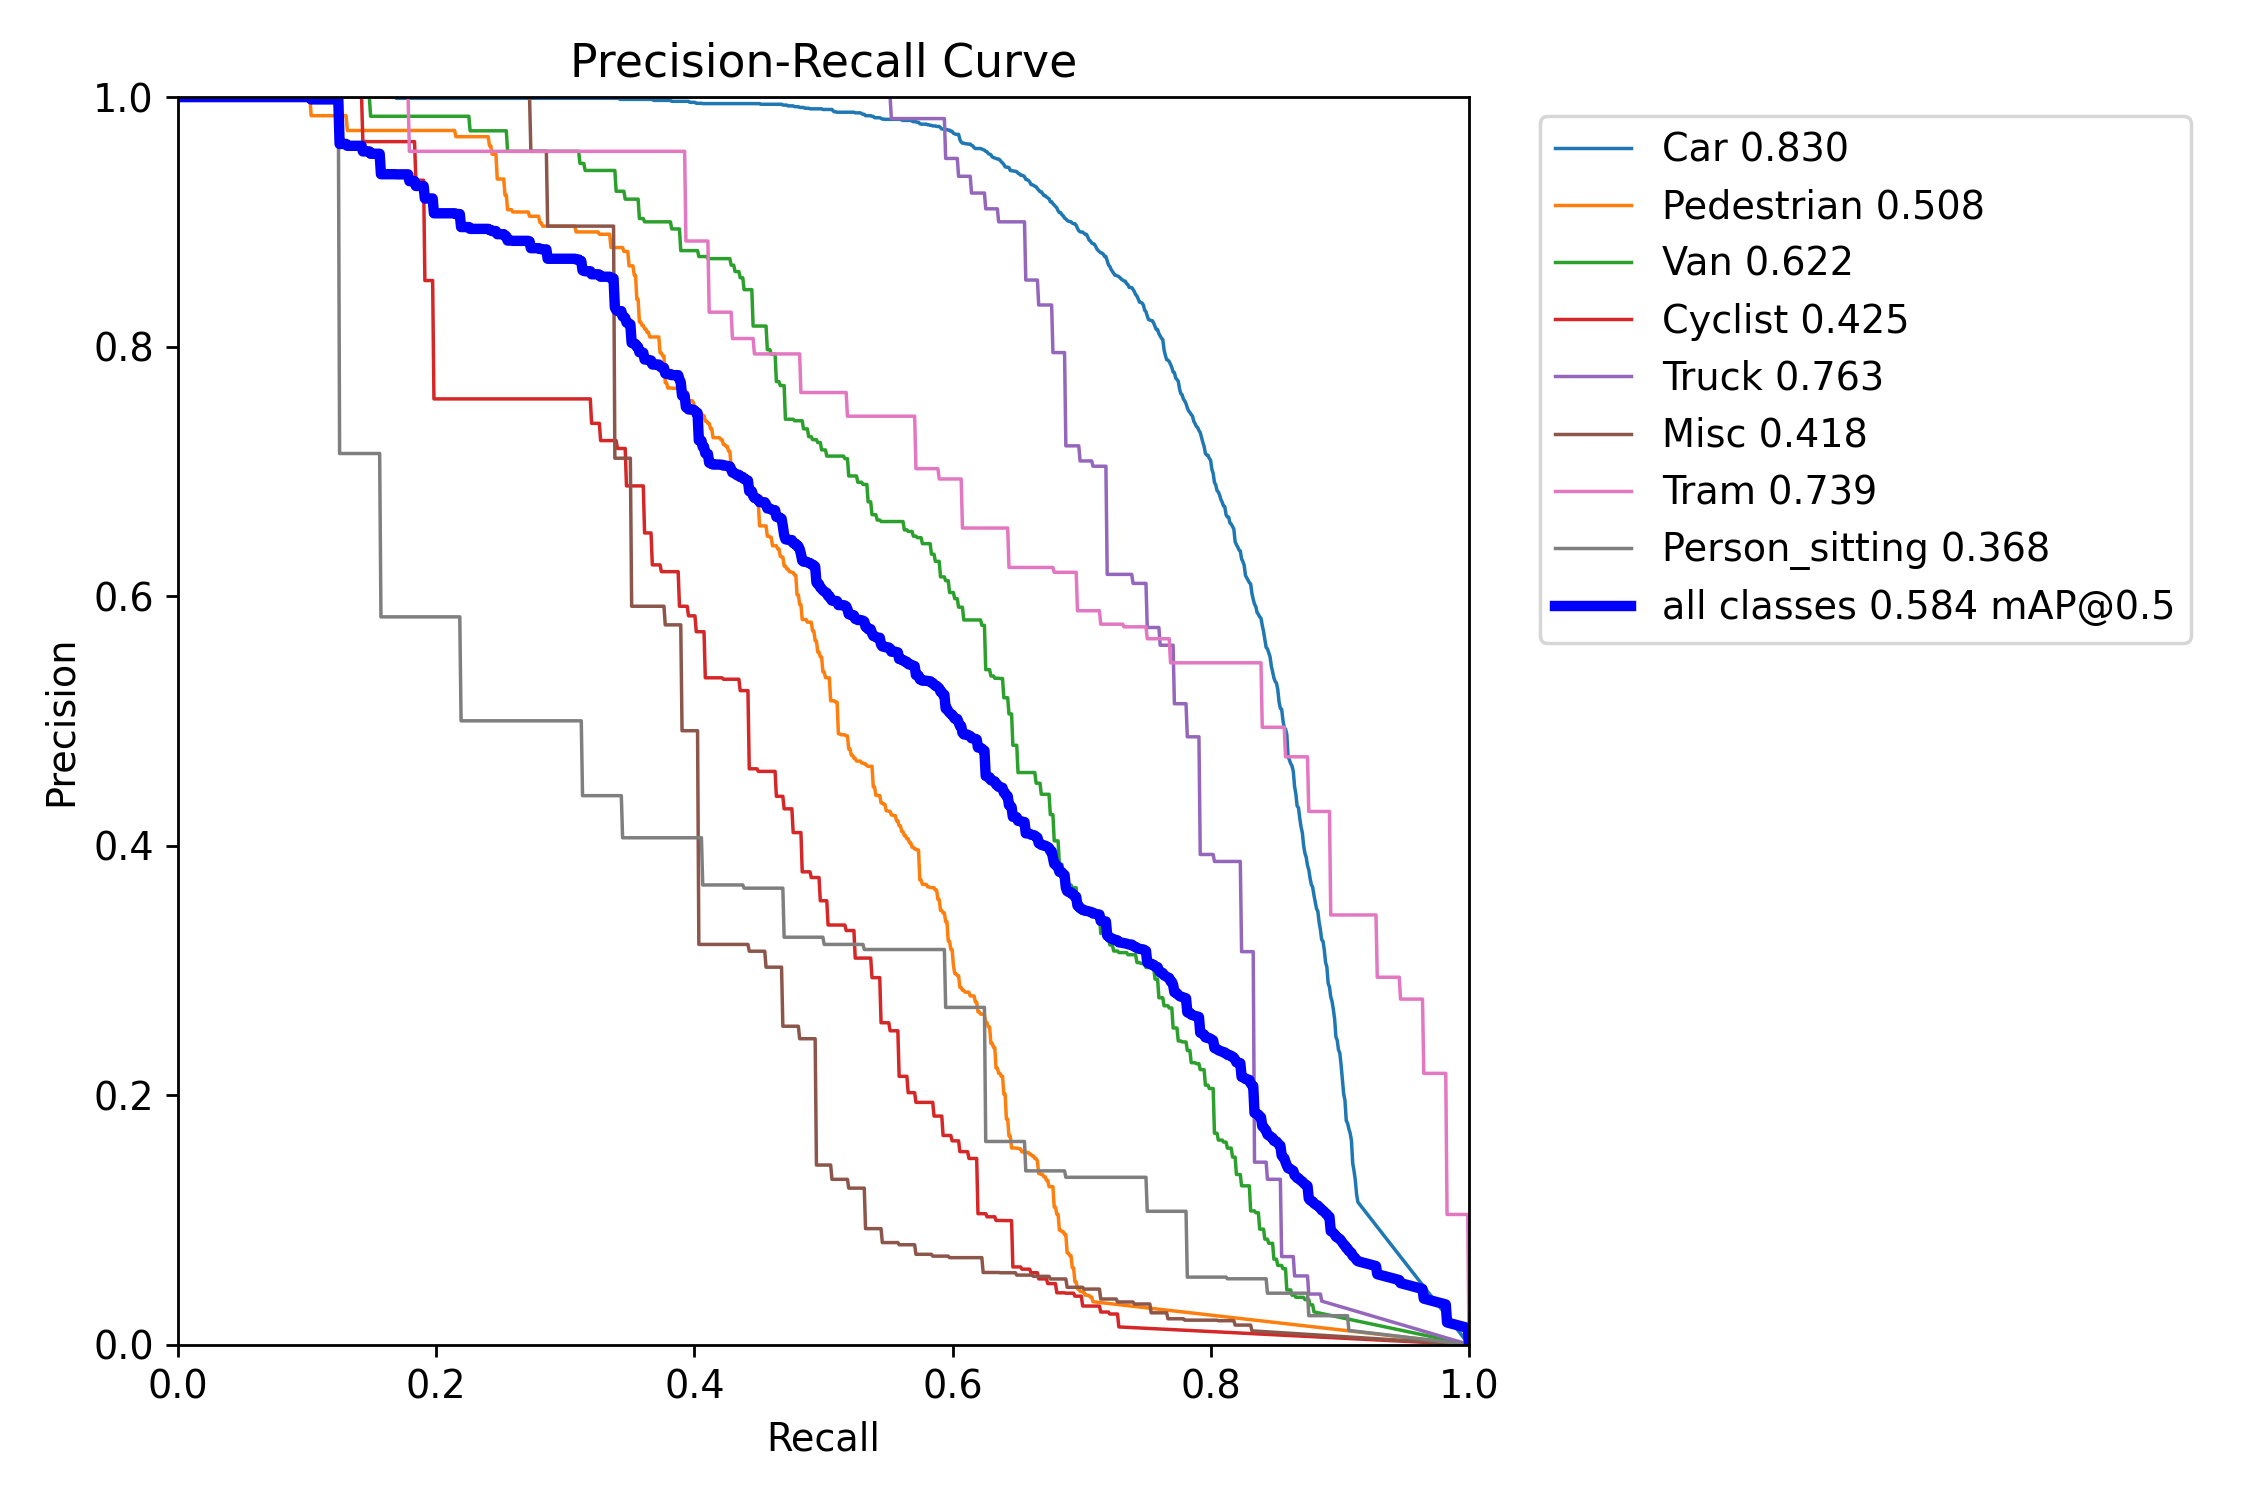 Precision-Recall Curve
1.0
0.8
0.6
0.4
0.2
0.0
Precision
0.0 0.2 0.4 0.6 0.8 1.0
Recall
Car 0.830
Pedestrian 0.508
Van 0.622
Cyclist 0.425
Truck 0.763
Misc 0.418
Tram 0.739
Person_sitting 0.368
all classes 0.584 mAP@0.5